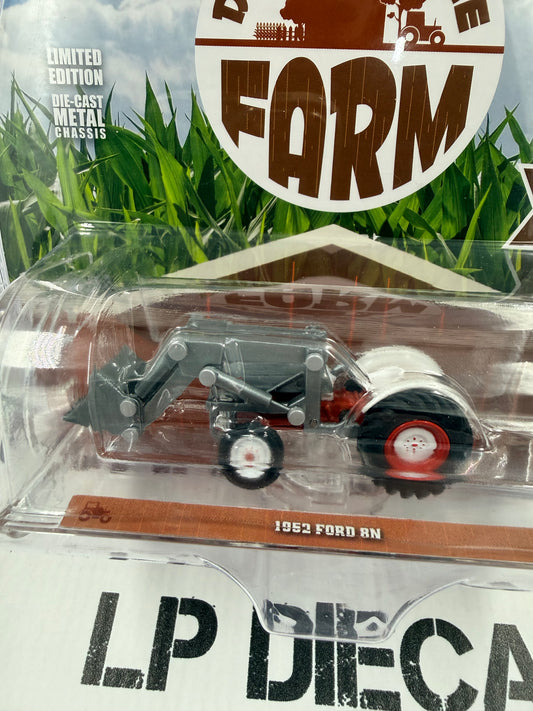 LIMITED
EDITION
DIE-CAST
METAL
CHASSIS
FARM
1952 FORD 8N
LP DIECA